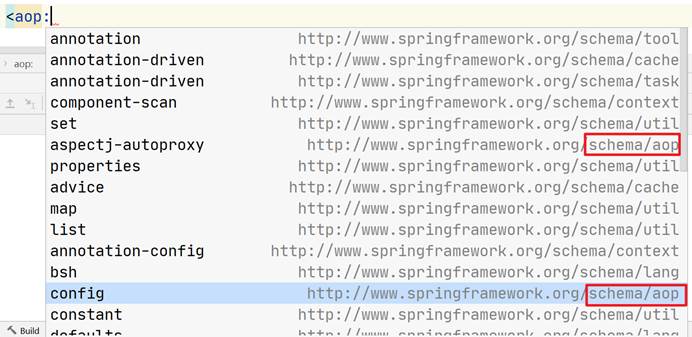 <aop:
annotation http://www.springframework.org/schema/tool
annotation-driven http://www.springframework.org/schema/cache
annotation-driven http://www.springframework.org/schema/task
component-scan http://www.springframework.org/schema/context
set http://www.springframework.org/schema/util
aspectj-autoproxy http://www.springframework.org/schema/aop
properties http://www.springframework.org/schema/util
advice http://www.springframework.org/schema/cache
map http://www.springframework.org/schema/util
list http://www.springframework.org/schema/util
annotation-config http://www.springframework.org/schema/context
bsh http://www.springframework.org/schema/lang
config http://www.springframework.org/schema/aop
constant http://www.springframework.org/schema/util
defaults http://www.springframework.org/schema/lang
aop:
Build